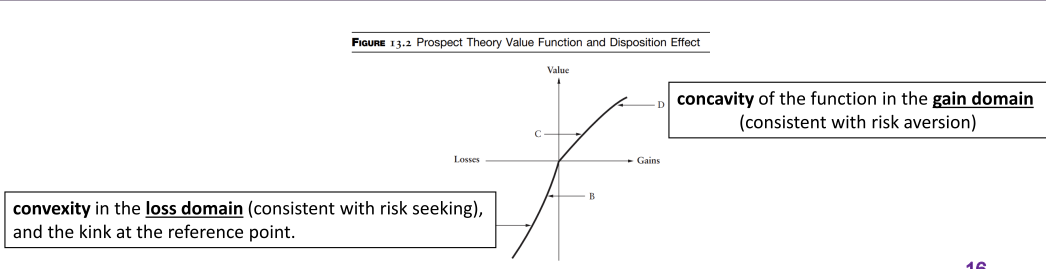 FIGURE 13.2 Prospect Theory Value Function and Disposition Effect
Value
D
concavity of the function in the gain domain
(consistent with risk aversion)
C
Losses
Gains
B
convexity in the loss domain (consistent with risk seeking),
and the kink at the reference point.
16